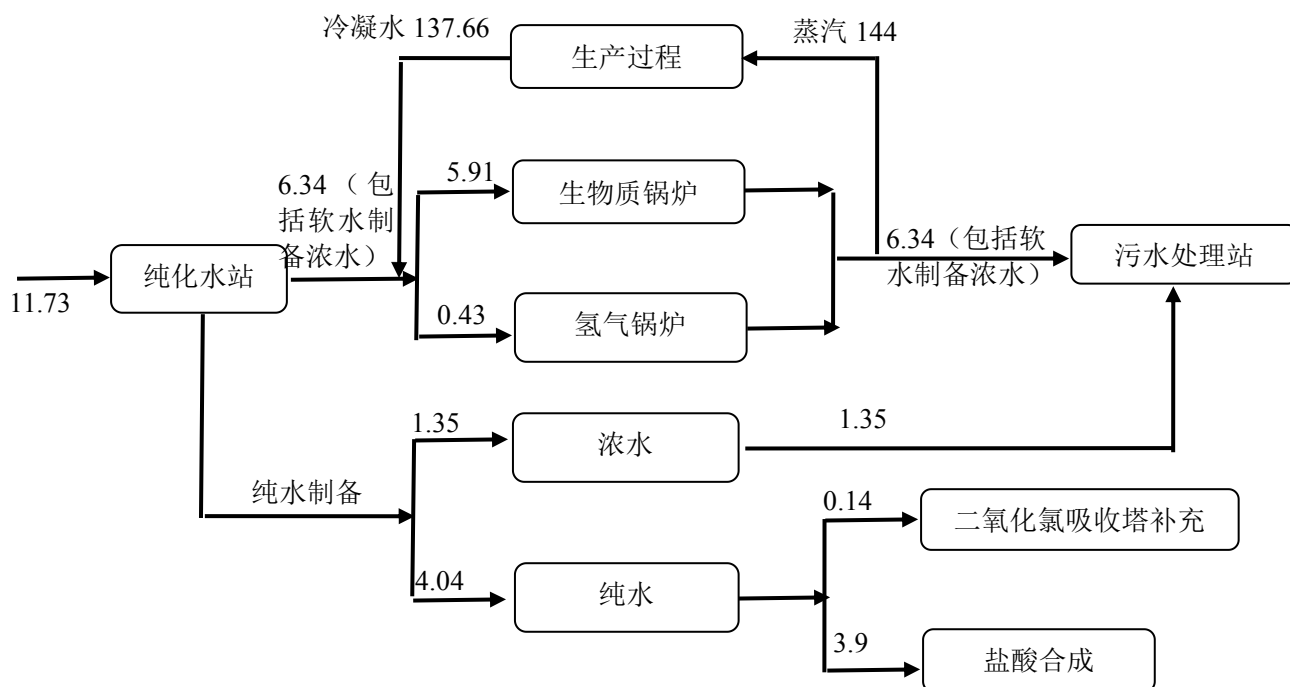 冷凝水 137.66
生产过程
蒸汽 144
6.34（包
括软水制
备浓水）
5.91
生物质锅炉
6.34（包括软
水制备浓水）
污水处理站
纯化水站
11.73
0.43
氢气锅炉
1.35
浓水
1.35
纯水制备
0.14
二氧化氯吸收塔补充
4.04
纯水
3.9
盐酸合成